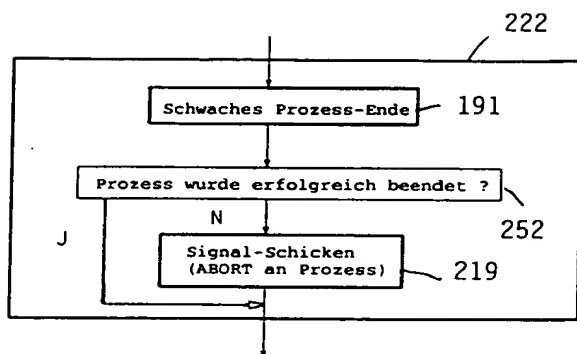 222
Schwaches Prozess-Ende
191
Prozess wurde erfolgreich beendet ?
252
J
N
Signal-Schicken
(ABORT an Prozess)
219